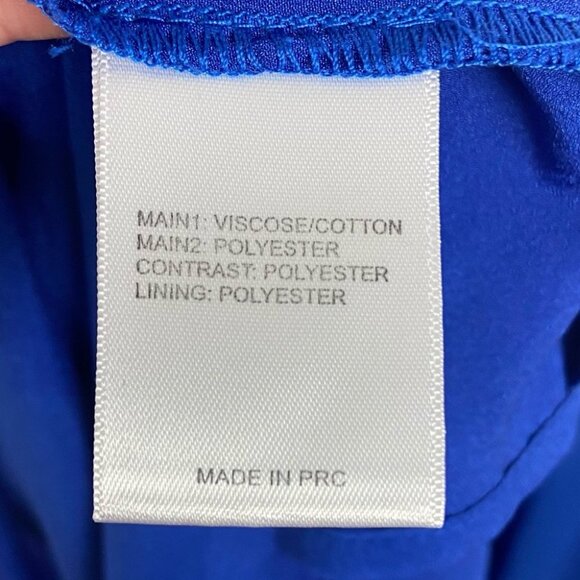 MAIN1: VISCOSE/COTTON
MAIN2: POLYESTER
CONTRAST: POLYESTER
LINING: POLYESTER
MADE IN PRC